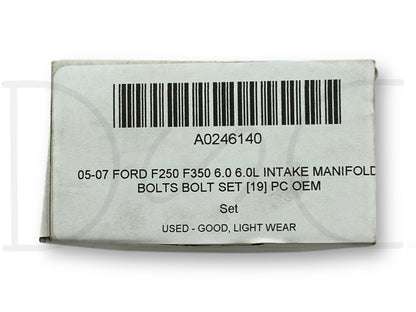 A0246140
05-07 FORD F250 F350 6.0 6.0L INTAKE MANIFOLD
BOLTS BOLT SET [19] PC OEM
Set
USED - GOOD, LIGHT WEAR